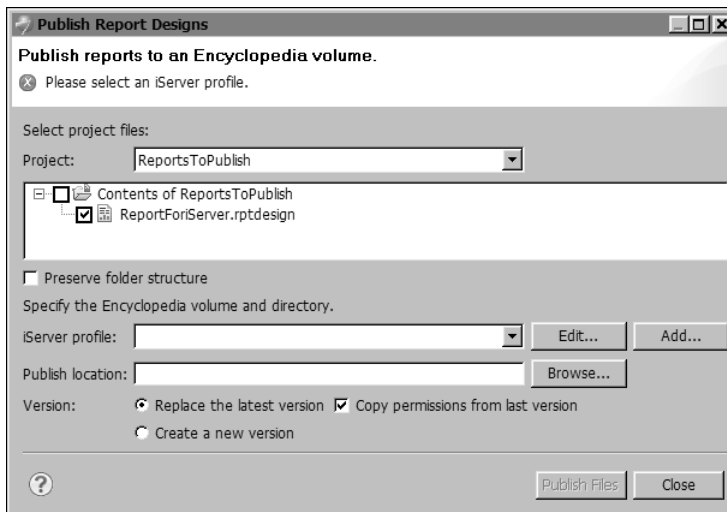 Publish Report Designs
Publish reports to an Encyclopedia volume.
Please select an iServer profile.
Select project files:
Project: ReportsToPublish
Contents of ReportsToPublish
ReportForiServer.rptdesign
Preserve folder structure
Specify the Encyclopedia volume and directory.
iServer profile: Edit... Add...
Publish location: Browse...
Version: Replace the latest version Copy permissions from last version
Create a new version
? Publish Files Close